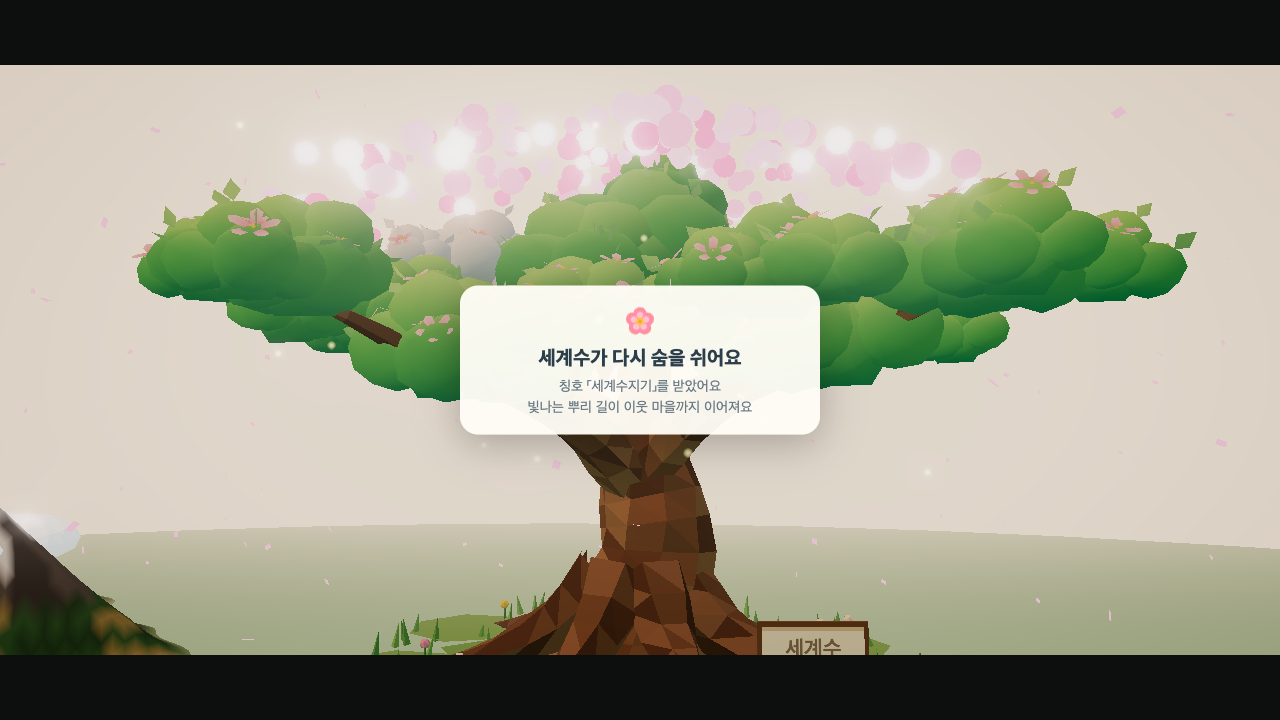 세계수가 다시 숨을 쉬어요
칭호 「세계수지기」를 받았어요
빛나는 뿌리 길이 이웃 마을까지 이어져요
세계수